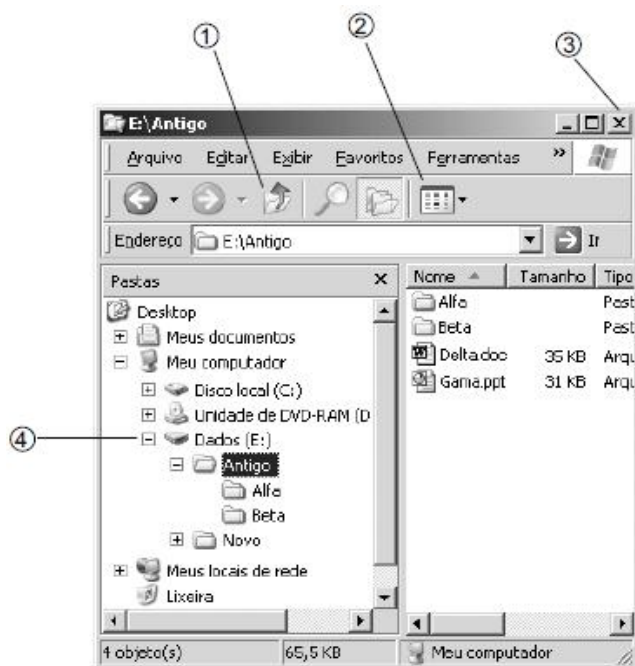 1
2
3
E:\Antigo
Arquivo Editar Exibir Favoritos Ferramentas »
Endereço E:\Antigo Ir
Pastas
Nome Tamanho Tipo
Desktop
Meus documentos
Meu computador
Disco local (C:)
Unidade de DVD-RAM (D
4
Dados (E:)
Antigo
Alfa
Beta
Novo
Meus locais de rede
Lixeira
Alfa Past
Beta Past
Delta.doc 35 KB Arqu
Gama.ppt 31 KB Arqu
4 objeto(s) 65,5 KB Meu computador